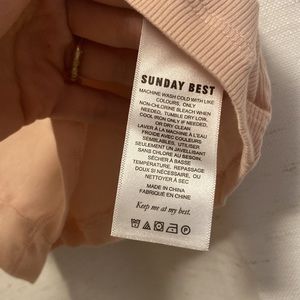 SUNDAY BEST
MACHINE WASH COLD WITH LIKE
COLOURS, ONLY
NON-CHLORINE BLEACH WHEN
NEEDED, TUMBLE DRY LOW,
COOL IRON ONLY IF NEEDED,
OR DRY CLEAN
LAVER À LA MACHINE À L'EAU
FROIDE AVEC COULEURS
SIMILAIRES, UTILISER
SEULEMENT UN JAVELLISANT
SANS CHLORE AU BESOIN,
SÉCHER À BASSE
TEMPÉRATURE, REPASSAGE
DOUX SI NÉCESSAIRE, OU
NETTOYER À SEC
MADE IN CHINA
FABRIQUÉ EN CHINE
Keep me at my best.